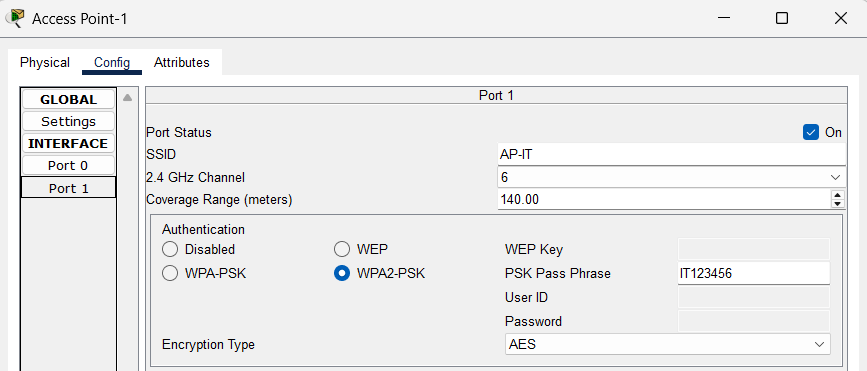 Access Point-1
Physical Config Attributes
GLOBAL
Settings
INTERFACE
Port 0
Port 1
Port 1
Port Status On
SSID AP-IT
2.4 GHz Channel 6
Coverage Range (meters) 140.00
Authentication
Disabled WEP WEP Key
WPA-PSK WPA2-PSK PSK Pass Phrase IT123456
User ID
Password
Encryption Type AES